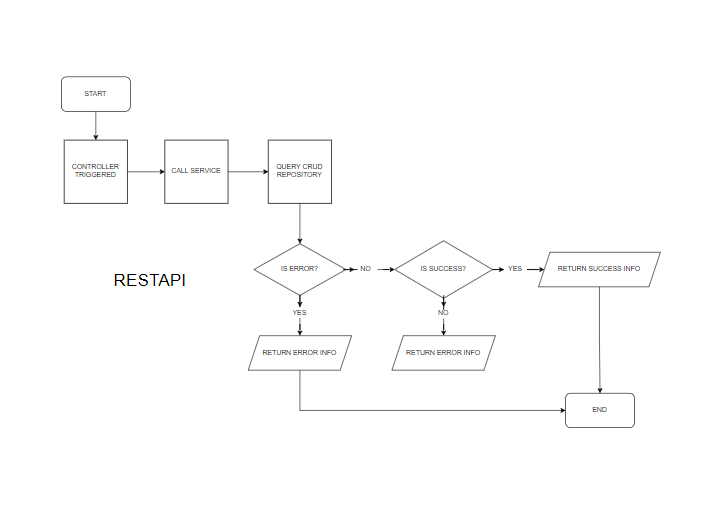 START
CONTROLLER
TRIGGERED
CALL SERVICE
QUERY CRUD
REPOSITORY
IS ERROR?
NO
IS SUCCESS?
YES
RETURN SUCCESS INFO
RESTAPI
YES
NO
RETURN ERROR INFO
RETURN ERROR INFO
END